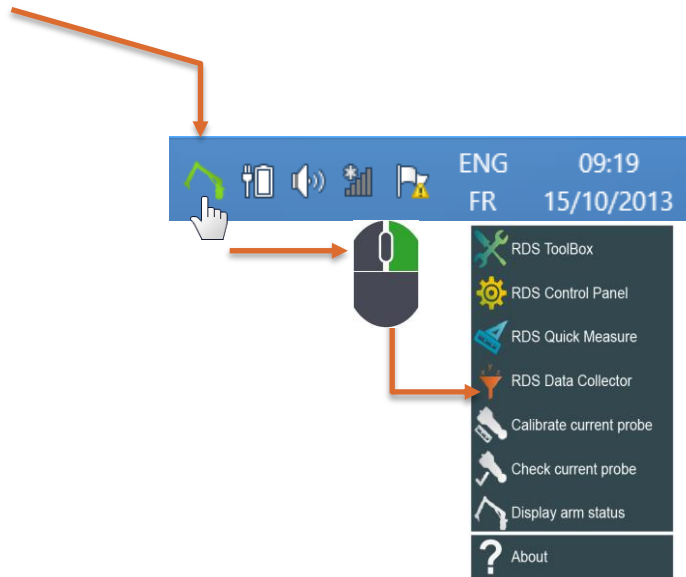 ENG 09:19
FR 15/10/2013
RDS ToolBox
RDS Control Panel
RDS Quick Measure
RDS Data Collector
Calibrate current probe
Check current probe
Display arm status
? About